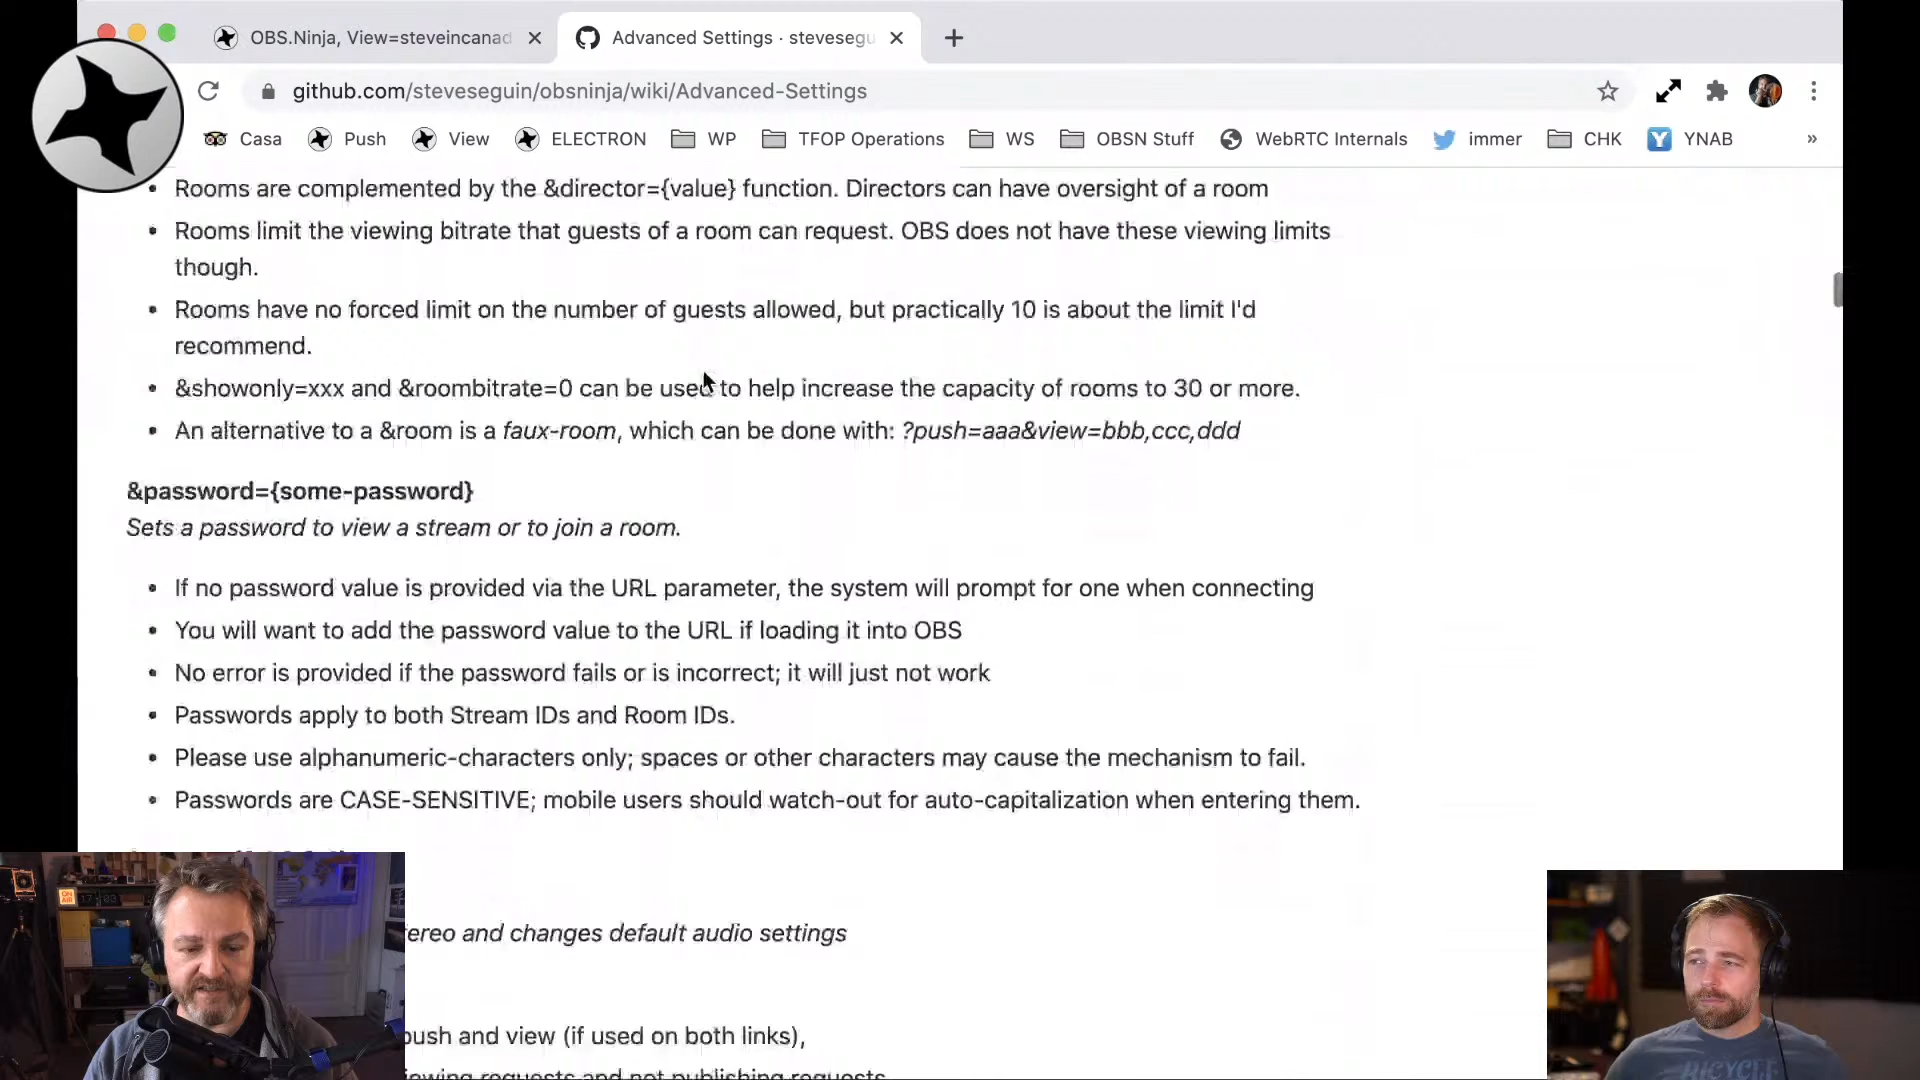 OBS.Ninja, View=steveincanad
Advanced Settings · stevesegu
github.com/steveseguin/obsninja/wiki/Advanced-Settings
Casa Push View ELECTRON WP TFOP Operations WS OBSN Stuff WebRTC Internals immer CHK YNAB »
• Rooms are complemented by the &director={value} function. Directors can have oversight of a room
• Rooms limit the viewing bitrate that guests of a room can request. OBS does not have these viewing limits
though.
• Rooms have no forced limit on the number of guests allowed, but practically 10 is about the limit I'd
recommend.
• &showonly=xxx and &roombitrate=0 can be used to help increase the capacity of rooms to 30 or more.
• An alternative to a &room is a faux-room, which can be done with: ?push=aaa&view=bbb,ccc,ddd
&password={some-password}
Sets a password to view a stream or to join a room.
• If no password value is provided via the URL parameter, the system will prompt for one when connecting
• You will want to add the password value to the URL if loading it into OBS
• No error is provided if the password fails or is incorrect; it will just not work
• Passwords apply to both Stream IDs and Room IDs.
• Please use alphanumeric-characters only; spaces or other characters may cause the mechanism to fail.
• Passwords are CASE-SENSITIVE; mobile users should watch-out for auto-capitalization when entering them.
ereo and changes default audio settings
push and view (if used on both links),
iewing requests and not publishing requests
ON AIR
BICYCLE